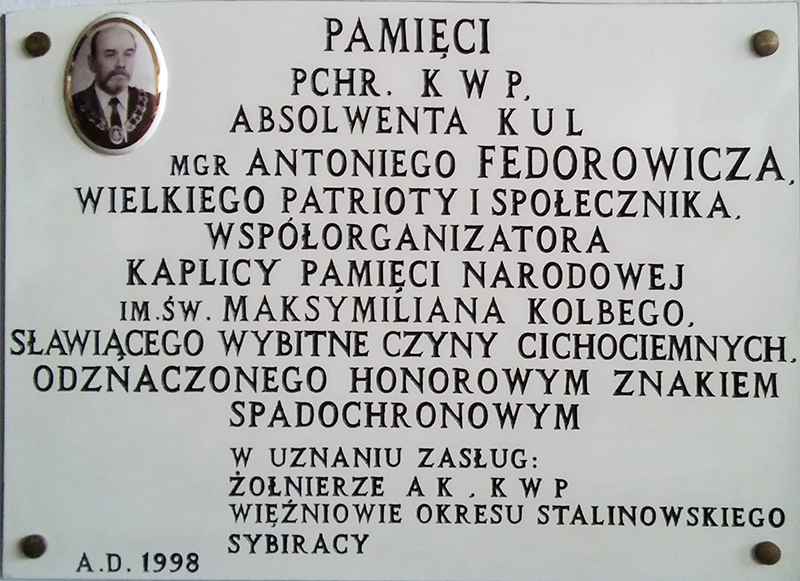 PAMIĘCI
PCHR. K W P,
ABSOLWENTA K U L
MGR ANTONIEGO FEDOROWICZA,
WIELKIEGO PATRIOTY I SPOŁECZNIKA,
WSPÓŁORGANIZATORA
KAPLICY PAMIĘCI NARODOWEJ
IM. ŚW. MAKSYMILIANA KOLBEGO,
SŁAWIĄCEGO WYBITNE CZYNY CICHOCIEMNYCH,
ODZNACZONEGO HONOROWYM ZNAKIEM
SPADOCHRONOWYM
W UZNANIU ZASŁUG:
ŻOŁNIERZE A K , K W P
WIĘŹNIOWIE OKRESU STALINOWSKIEGO
SYBIRACY
A.D. 1998